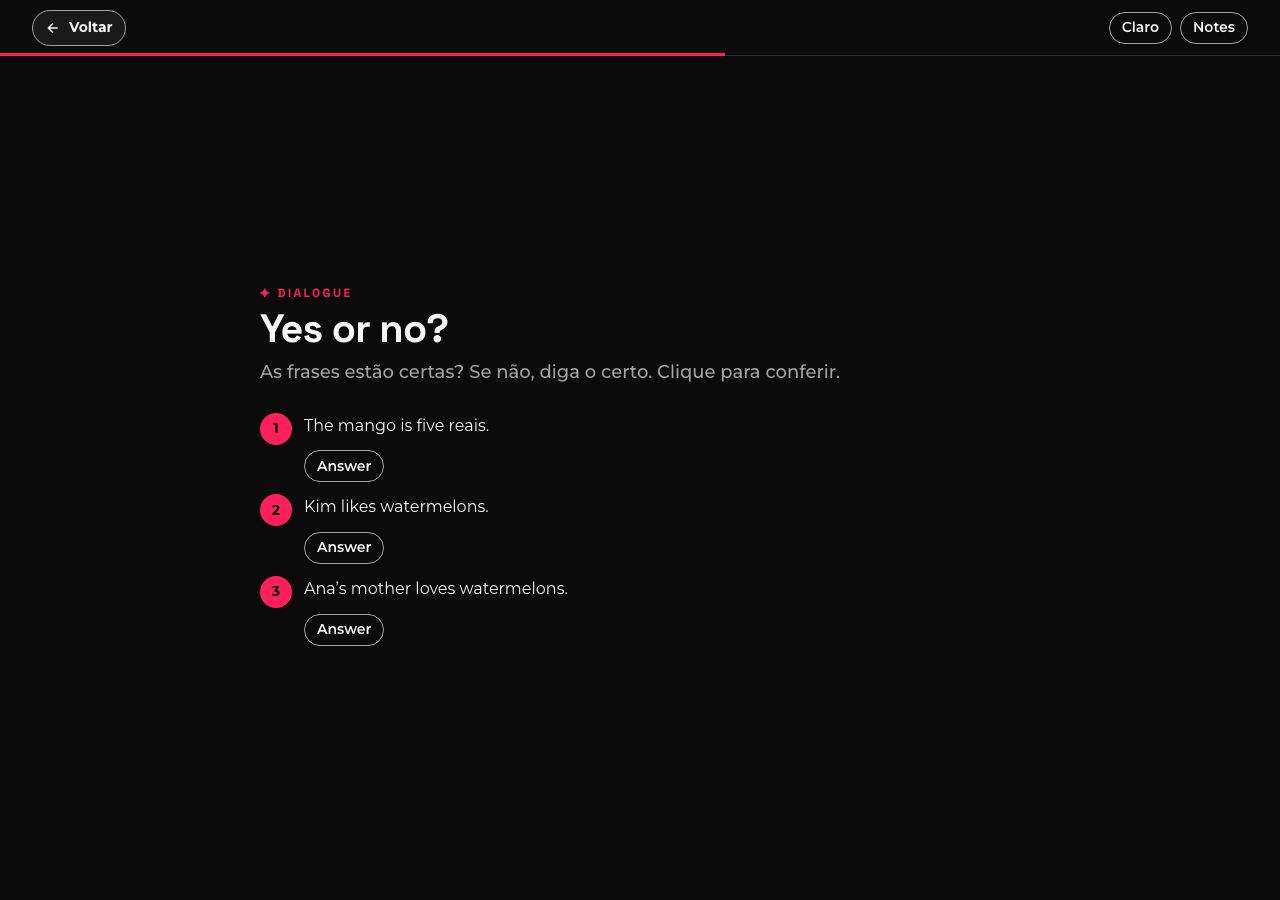 Voltar
Claro
Notes
DIALOGUE
Yes or no?
As frases estão certas? Se não, diga o certo. Clique para conferir.
1 The mango is five reais.
Answer
2 Kim likes watermelons.
Answer
3 Ana’s mother loves watermelons.
Answer